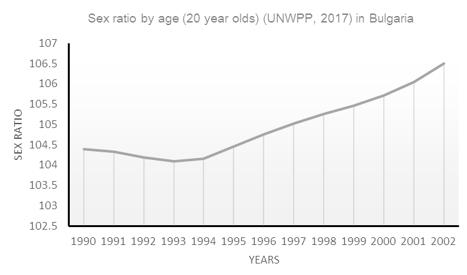 Sex ratio by age (20 year olds) (UNWPP, 2017) in Bulgaria
107
106.5
106
105.5
105
104.5
104
103.5
103
102.5
SEX RATIO
1990 1991 1992 1993 1994 1995 1996 1997 1998 1999 2000 2001 2002
YEARS